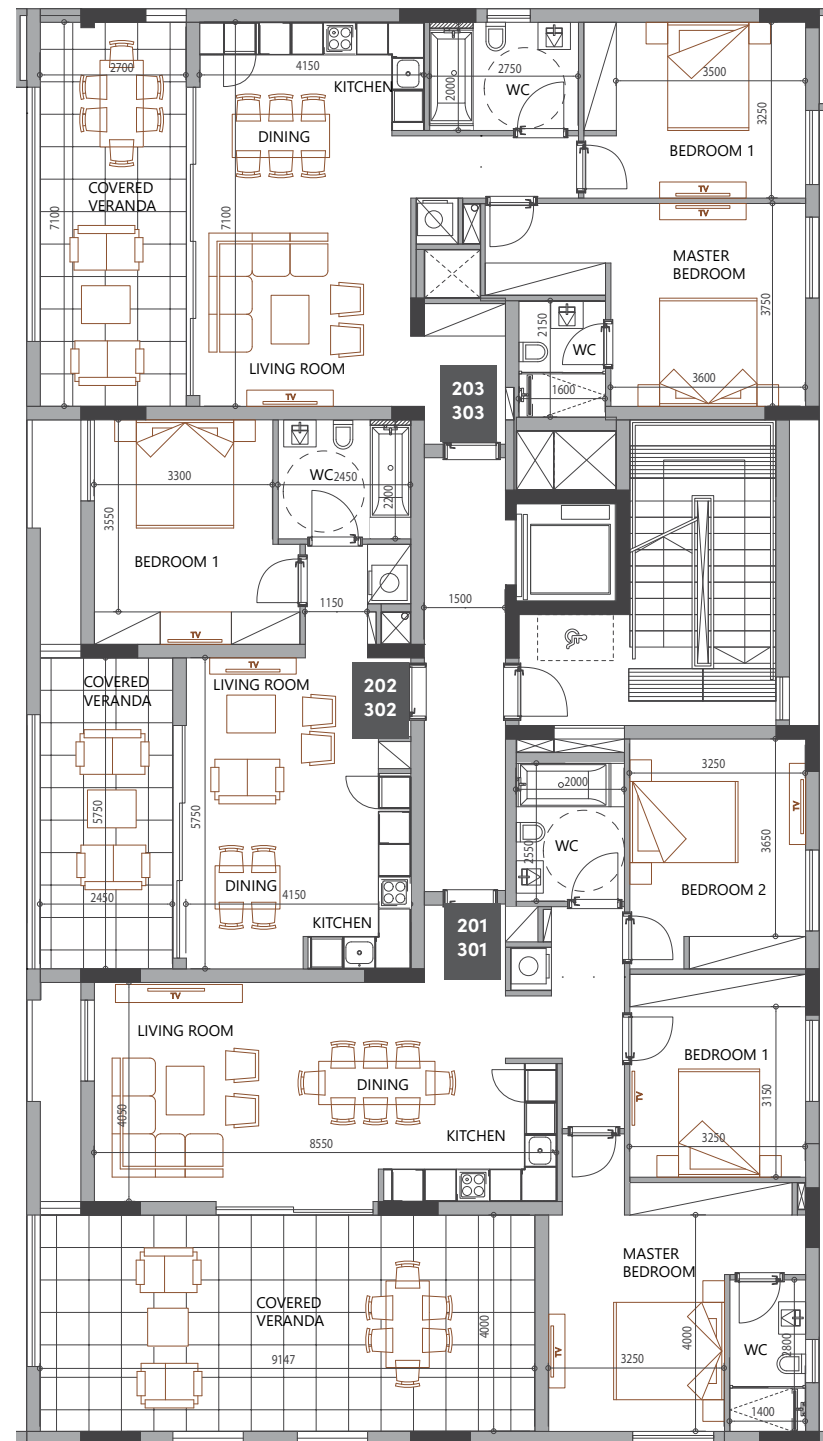 2700
4150
KITCHEN
2000
2750
WC
3500
3250
DINING
BEDROOM 1
TV
TV
COVERED
VERANDA
7100
7100
MASTER
BEDROOM
3750
2150
WC
LIVING ROOM
TV
1600
3600
203
303
3300
WC
2450
2200
3550
BEDROOM 1
1150
1500
TV
COVERED
VERANDA
TV
LIVING ROOM
202
302
5750
5750
2000
3250
TV
3650
2550
WC
BEDROOM 2
DINING
2450
4150
KITCHEN
201
301
TV
LIVING ROOM
DINING
4050
BEDROOM 1
TV
3150
KITCHEN
8550
3250
MASTER
BEDROOM
COVERED
VERANDA
4000
9147
TV
3250
4000
WC
2800
1400